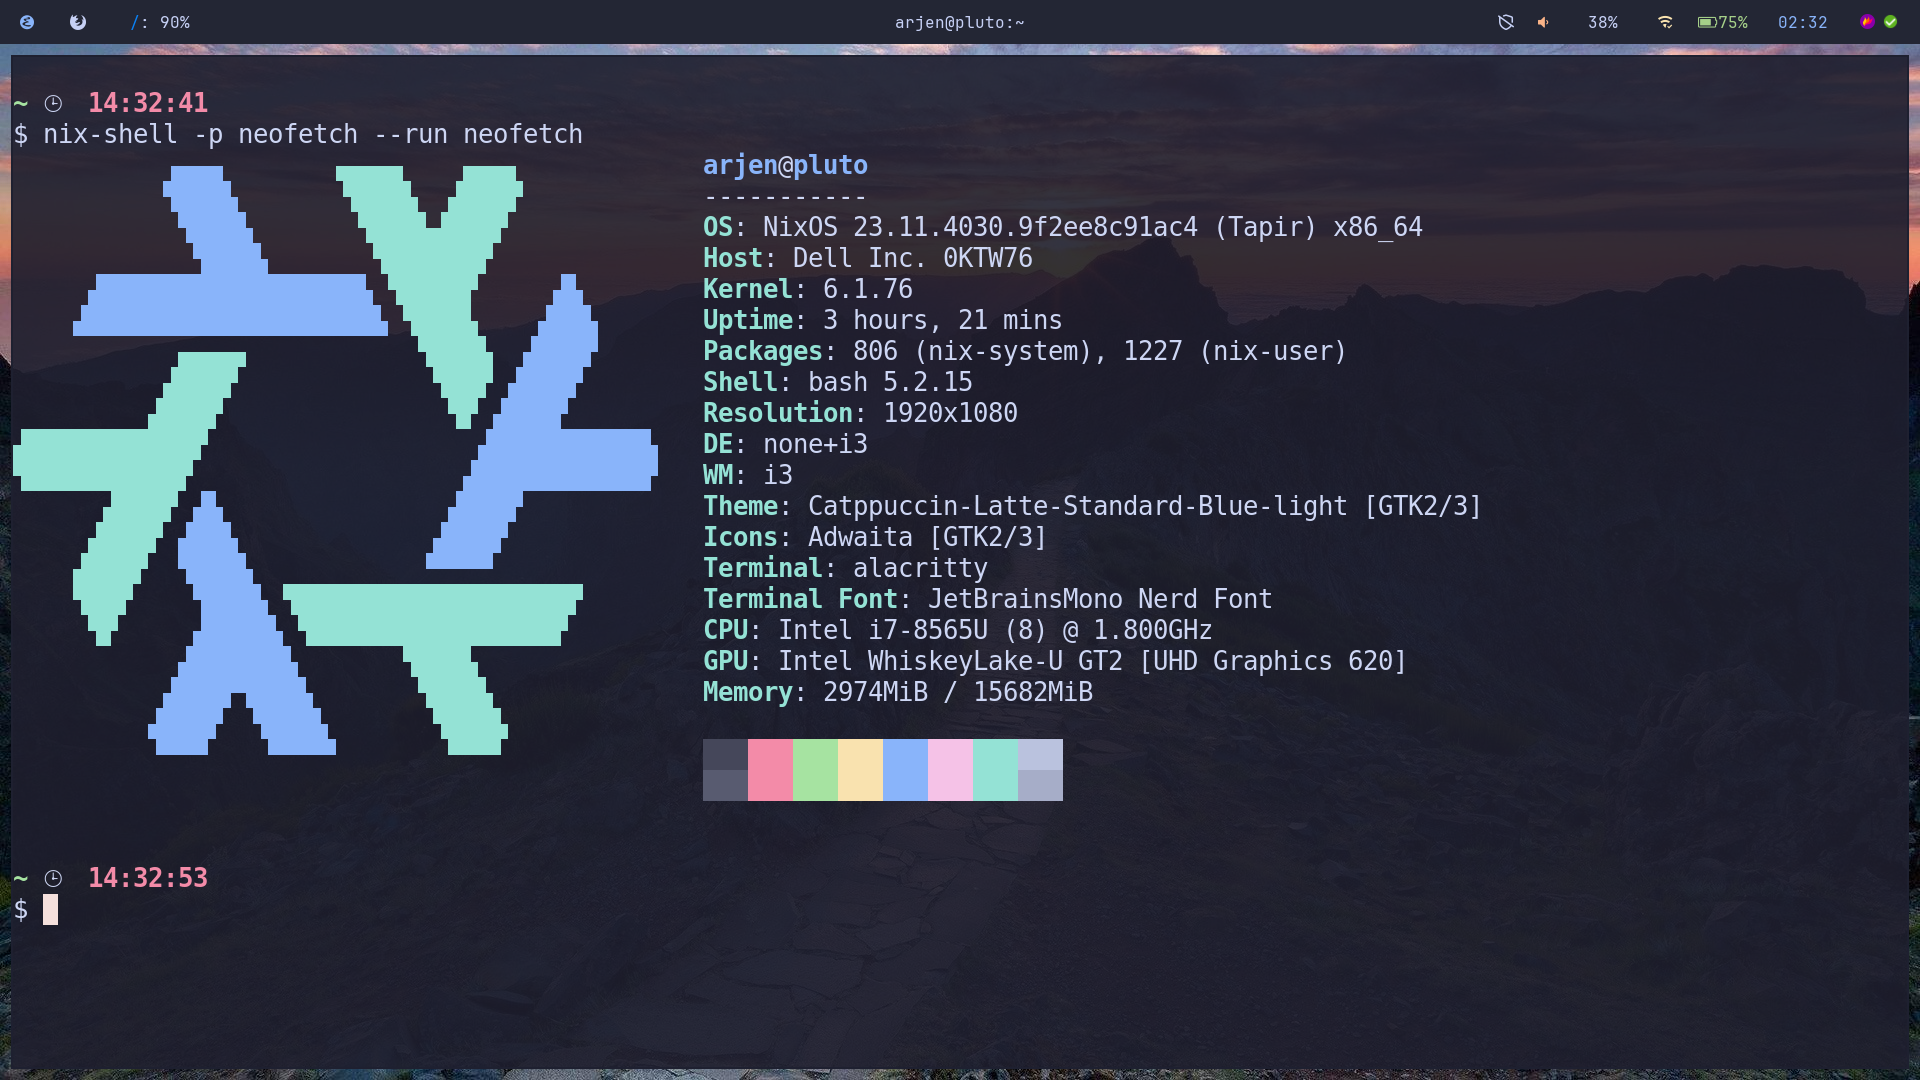 /: 90%
arjen@pluto:~
38%
75%
02:32
~ 14:32:41
$ nix-shell -p neofetch --run neofetch
arjen@pluto
-----------
OS: NixOS 23.11.4030.9f2ee8c91ac4 (Tapir) x86_64
Host: Dell Inc. 0KTW76
Kernel: 6.1.76
Uptime: 3 hours, 21 mins
Packages: 806 (nix-system), 1227 (nix-user)
Shell: bash 5.2.15
Resolution: 1920x1080
DE: none+i3
WM: i3
Theme: Catppuccin-Latte-Standard-Blue-light [GTK2/3]
Icons: Adwaita [GTK2/3]
Terminal: alacritty
Terminal Font: JetBrainsMono Nerd Font
CPU: Intel i7-8565U (8) @ 1.800GHz
GPU: Intel WhiskeyLake-U GT2 [UHD Graphics 620]
Memory: 2974MiB / 15682MiB
~ 14:32:53
$